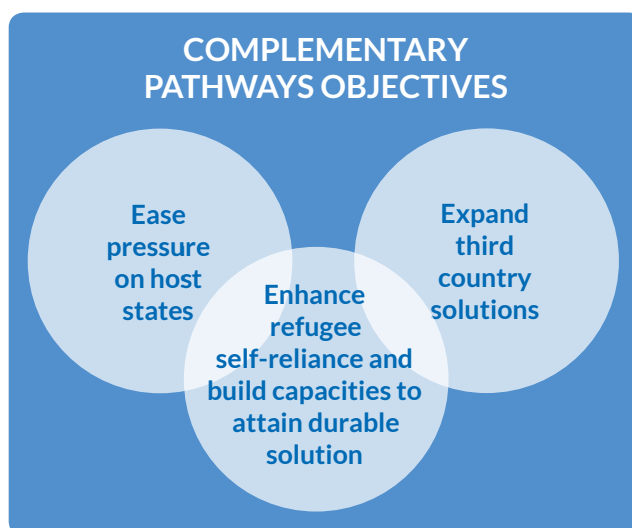 COMPLEMENTARY
PATHWAYS OBJECTIVES
Ease
pressure
on host
states
Expand
third
country
solutions
Enhance
refugee
self-reliance and
build capacities to
attain durable
solution